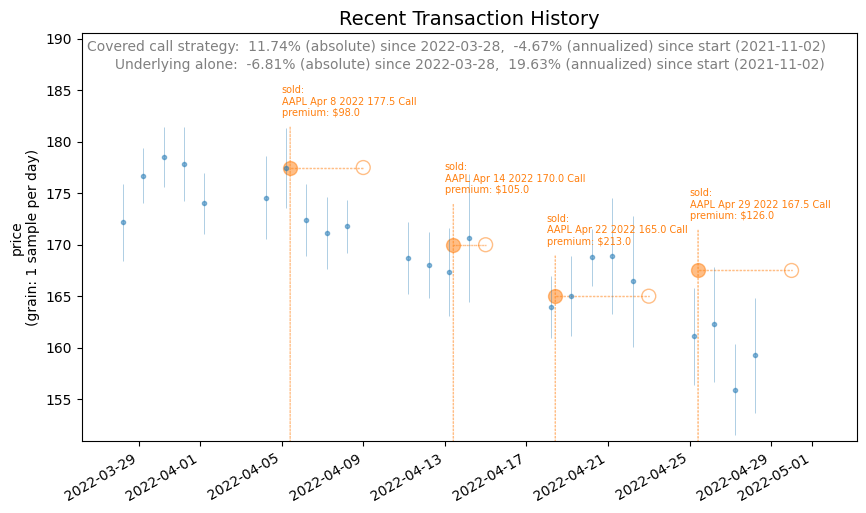 Recent Transaction History
Covered call strategy:  11.74% (absolute) since 2022-03-28,  -4.67% (annualized) since start (2021-11-02)
Underlying alone:  -6.81% (absolute) since 2022-03-28,  19.63% (annualized) since start (2021-11-02)
price
(grain: 1 sample per day)
190
185
180
175
170
165
160
155
sold:
AAPL Apr 8 2022 177.5 Call
premium: $98.0
sold:
AAPL Apr 14 2022 170.0 Call
premium: $105.0
sold:
AAPL Apr 22 2022 165.0 Call
premium: $213.0
sold:
AAPL Apr 29 2022 167.5 Call
premium: $126.0
2022-03-29
2022-04-01
2022-04-05
2022-04-09
2022-04-13
2022-04-17
2022-04-21
2022-04-25
2022-04-29
2022-05-01